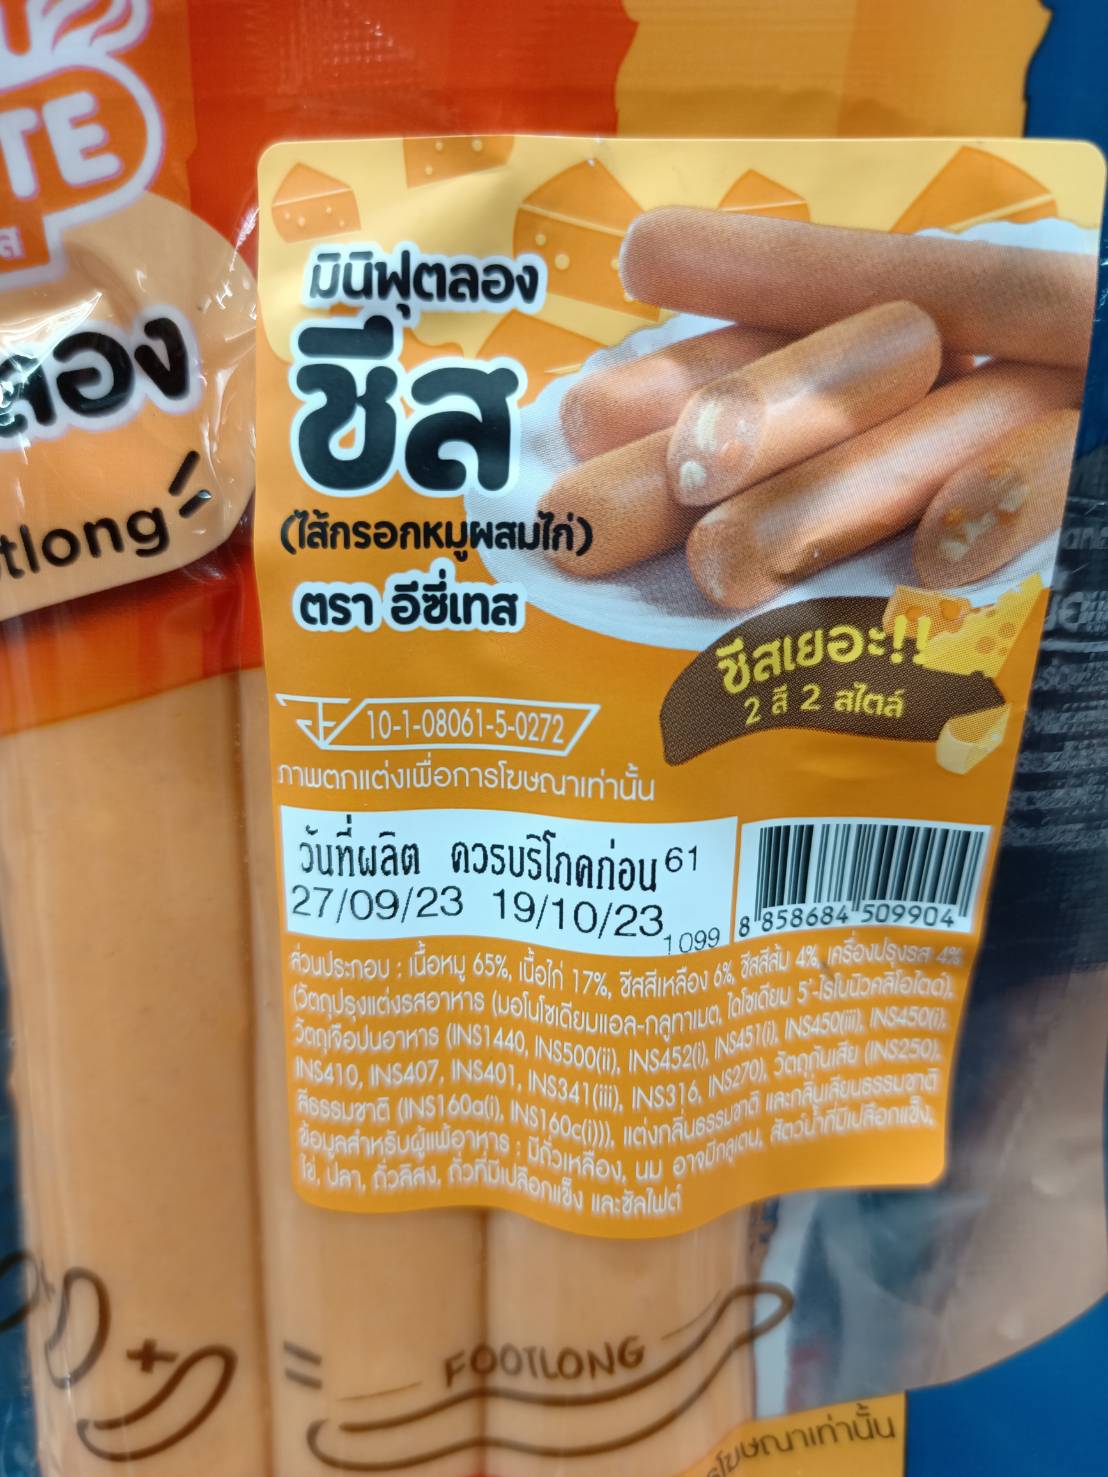 TE
ส
ลอง
tlong
มินิฟุตลอง
ชีส
(ไส้กรอกหมูผสมไก่)
ตรา อีซี่เทส
ชีสเยอะ!!
2 สี 2 สไตล์
10-1-08061-5-0272
ภาพตกแต่งเพื่อการโฆษณาเท่านั้น
วันที่ผลิต ควรบริโภคก่อน 61
27/09/23 19/10/23 1099
8 858684 509904
ส่วนประกอบ : เนื้อหมู 65%, เนื้อไก่ 17%, ชีสสีเหลือง 6%, ชีสสีส้ม 4%, เครื่องปรุงรส 4%
(วัตถุปรุงแต่งรสอาหาร (มอโนโซเดียมแอล-กลูทาเมต, ไดโซเดียม 5'-ไรโบนิวคลีโอไตด์),
วัตถุเจือปนอาหาร (INS1440, INS500(ii), INS452(i), INS451(i), INS450(iii), INS450(i),
INS410, INS407, INS401, INS341(iii), INS316, INS270), วัตถุกันเสีย (INS250),
สีธรรมชาติ (INS160a(i), INS160c(i))), แต่งกลิ่นธรรมชาติ และกลิ่นเลียนธรรมชาติ
ข้อมูลสำหรับผู้แพ้อาหาร : มีถั่วเหลือง, นม อาจมีกลูเตน, สัตว์น้ำที่มีเปลือกแข็ง,
ไข่, ปลา, ถั่วลิสง, ถั่วที่มีเปลือกแข็ง และซัลไฟต์
+ = FOOTLONG
โฆษณาเท่านั้น